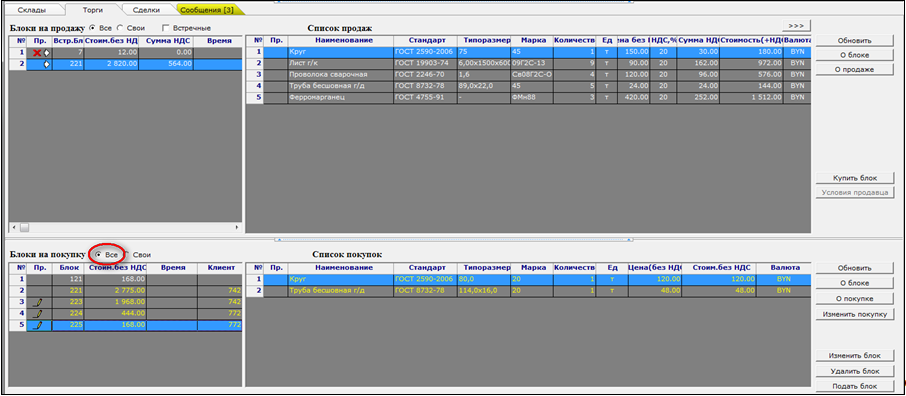 Склады Торги Сделки Сообщения [3]
Блоки на продажу Все Свои Встречные Список продаж >>>
№ Пр. Встр.Бл Стоим.без НДС Сумма НДС Время
1 7 12.00 0.00
2 221 2 820.00 564.00
№ Пр. Наименование Стандарт Типоразмер Марка Количеств Ед на без НДС,% Сумма НДС Стоимость(+НД Валюта
1 Круг ГОСТ 2590-2006 75 45 1 т 150.00 20 30.00 180.00 BYN
2 Лист г/к ГОСТ 19903-74 6,00х1500х600 09Г2С-13 9 т 90.00 20 162.00 972.00 BYN
3 Проволока сварочная ГОСТ 2246-70 1,6 Св08Г2С-О 4 т 120.00 20 96.00 576.00 BYN
4 Труба бесшовная г/д ГОСТ 8732-78 89,0х22,0 45 5 т 24.00 20 24.00 144.00 BYN
5 Ферромарганец ГОСТ 4755-91 - ФМн88 3 т 420.00 20 252.00 1 512.00 BYN
Обновить
О блоке
О продаже
Купить блок
Условия продавца
Блоки на покупку Все Свои Список покупок
№ Пр. Блок Стоим.без НДС Время Клиент
1 121 168.00
2 221 2 775.00 742
3 223 1 968.00 742
4 224 444.00 772
5 225 168.00 772
№ Пр. Наименование Стандарт Типоразмер Марка Количеств Ед Цена(без НД Стоим.без НДС Валюта
1 Круг ГОСТ 2590-2006 80,0 20 1 т 120.00 120.00 BYN
2 Труба бесшовная г/д ГОСТ 8732-78 114,0х16,0 20 1 т 48.00 48.00 BYN
Обновить
О блоке
О покупке
Изменить покупку
Изменить блок
Удалить блок
Подать блок